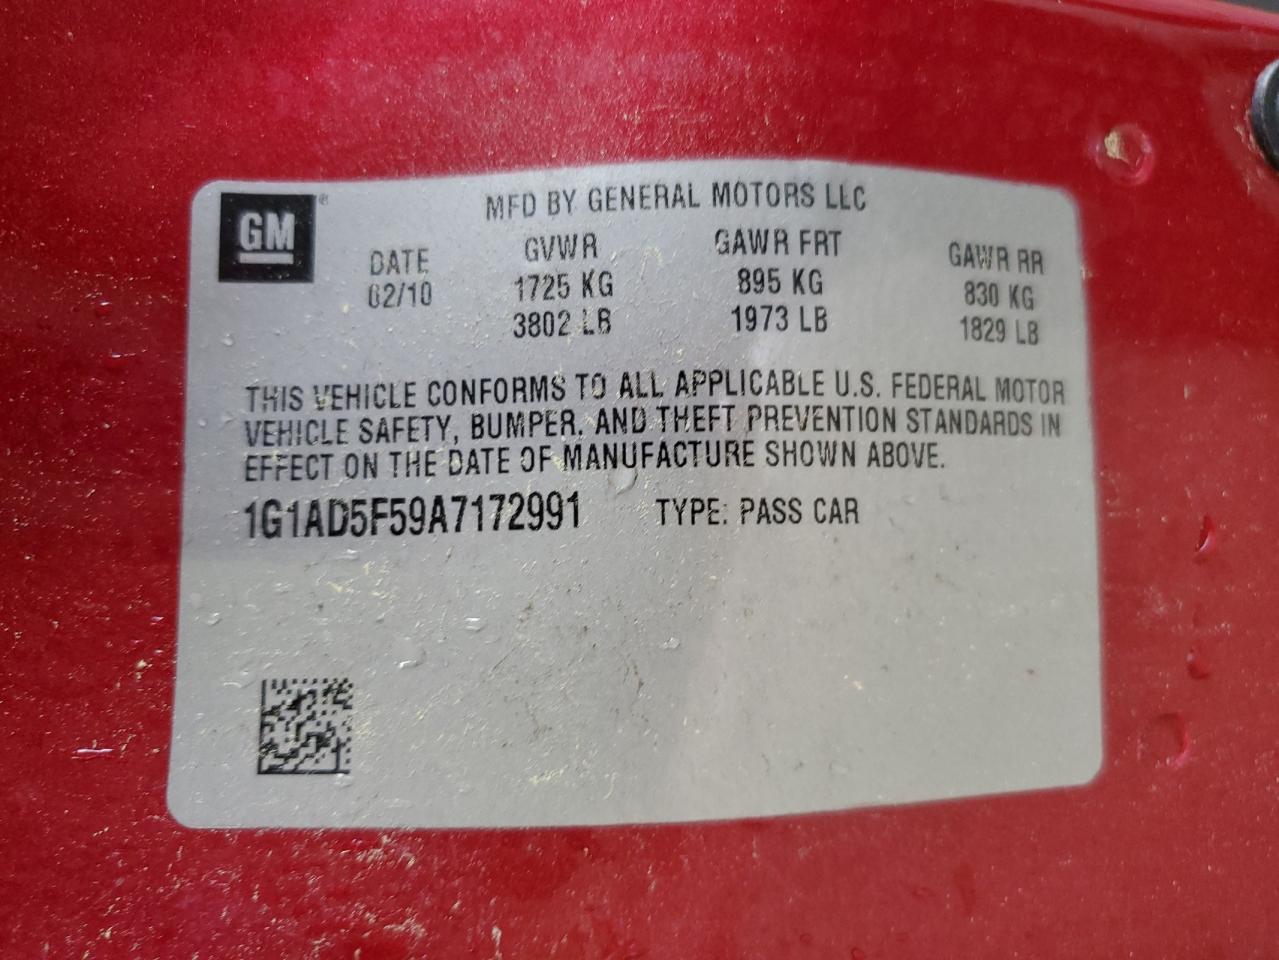 GM ®
MFD BY GENERAL MOTORS LLC
DATE GVWR GAWR FRT GAWR RR
02/10 1725 KG 895 KG 830 KG
3802 LB 1973 LB 1829 LB
THIS VEHICLE CONFORMS TO ALL APPLICABLE U.S. FEDERAL MOTOR
VEHICLE SAFETY, BUMPER, AND THEFT PREVENTION STANDARDS IN
EFFECT ON THE DATE OF MANUFACTURE SHOWN ABOVE.
1G1AD5F59A7172991 TYPE: PASS CAR